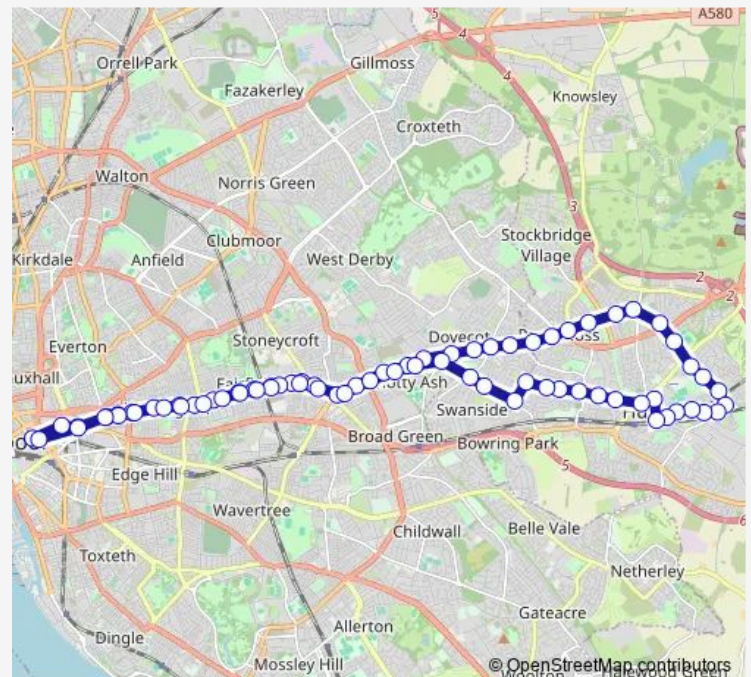 5
A580
4
Orrell Park
Gillmoss
4
Fazakerley
Knowsley
Croxteth
Walton
Norris Green
3
Clubmoor
Stockbridge
Village
Kirkdale
Anfield
West Derby
2
2
Everton
Stoneycroft
Dovecot
Swanside
Broad Green
Bowring Park
5
Edge Hill
6
Wavertree
Childwall
Belle Vale
Toxteth
Netherley
Gateacre
Allerton
Dingle
Mossley Hill
© OpenStreetMap contributors